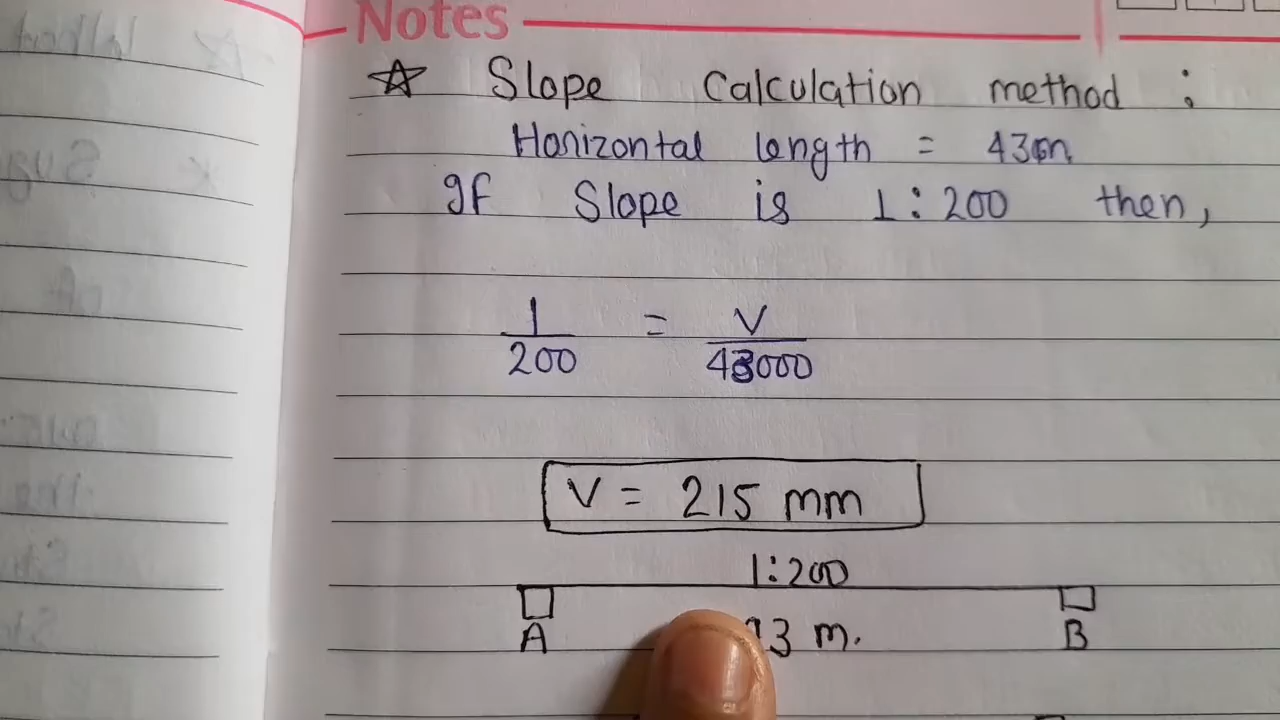 Notes
☆ Slope Calculation method :
Horizontal length = 43m
If Slope is 1:200 then,
1/200 = V/43000
V = 215 mm
1:200
A m. B